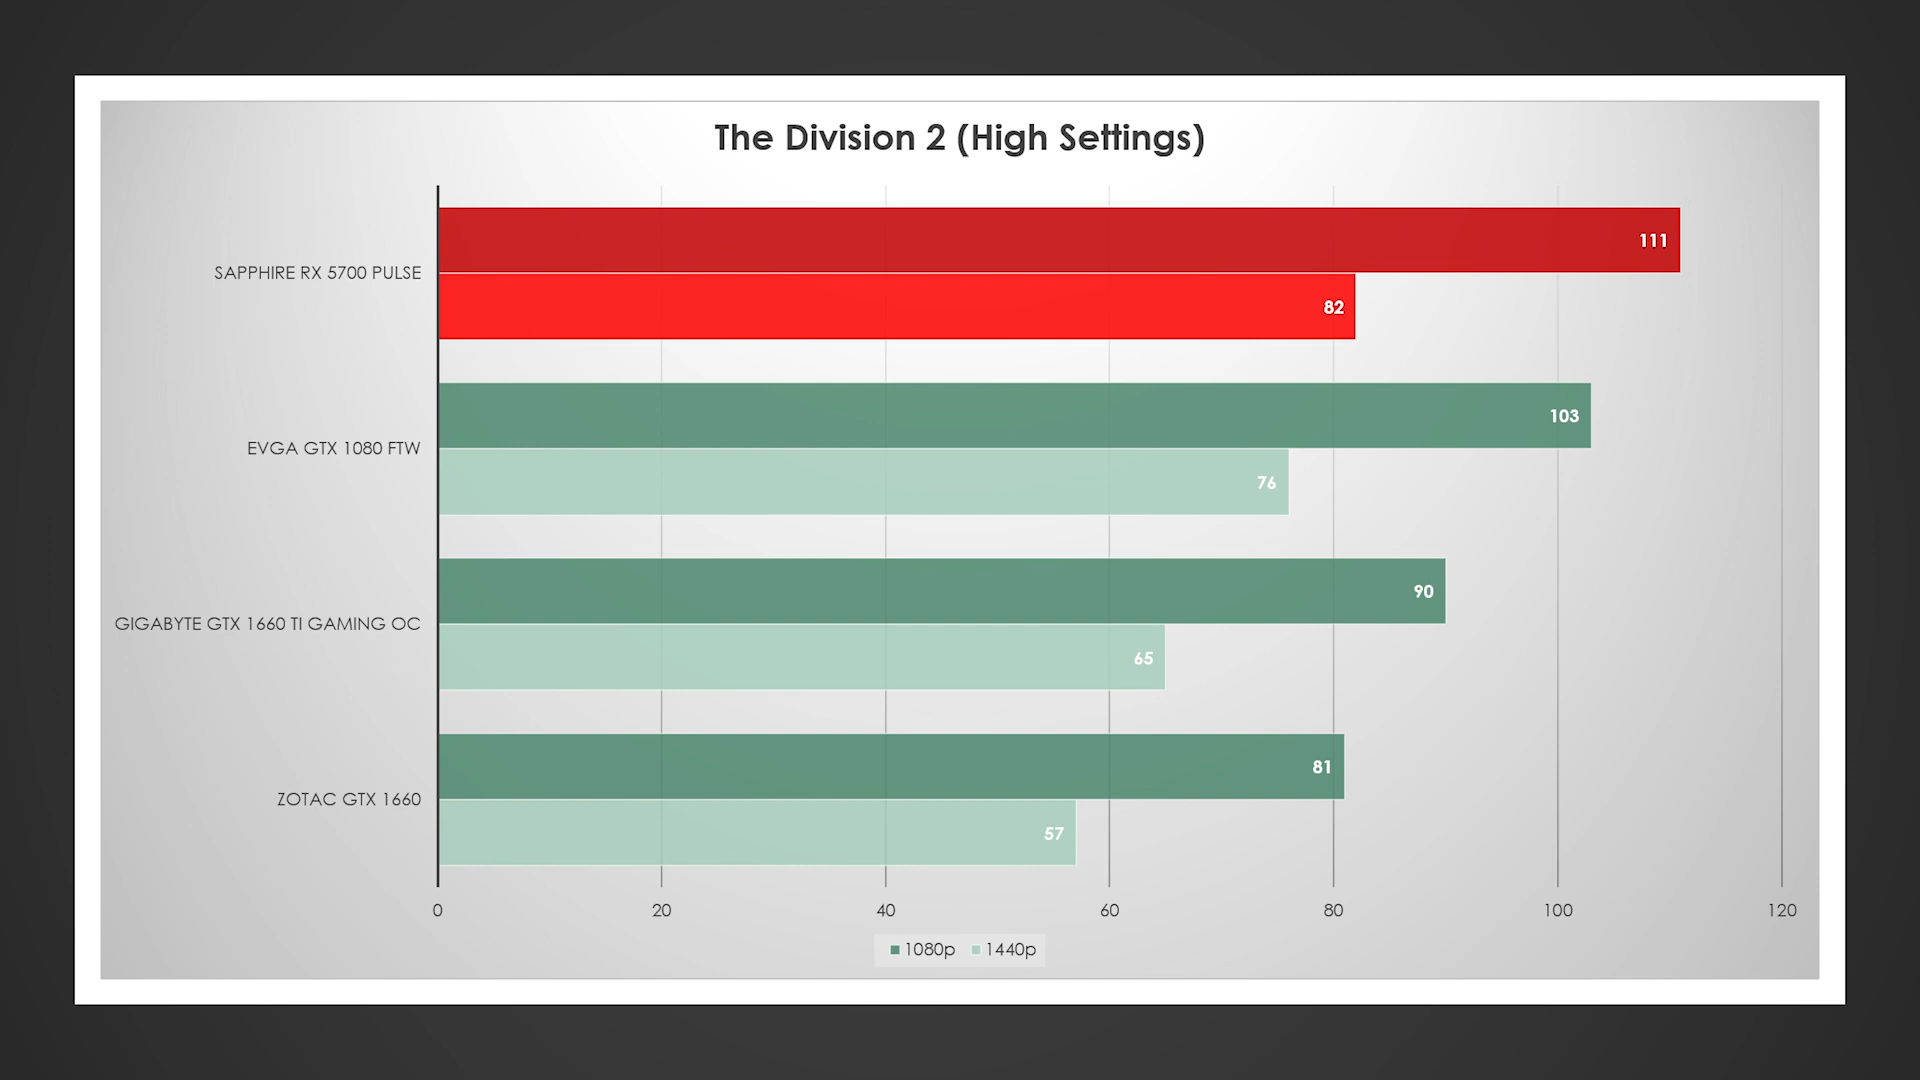 The Division 2 (High Settings)
SAPPHIRE RX 5700 PULSE
111
82
EVGA GTX 1080 FTW
103
76
GIGABYTE GTX 1660 TI GAMING OC
90
65
ZOTAC GTX 1660
81
57
0 20 40 60 80 100 120
1080p 1440p